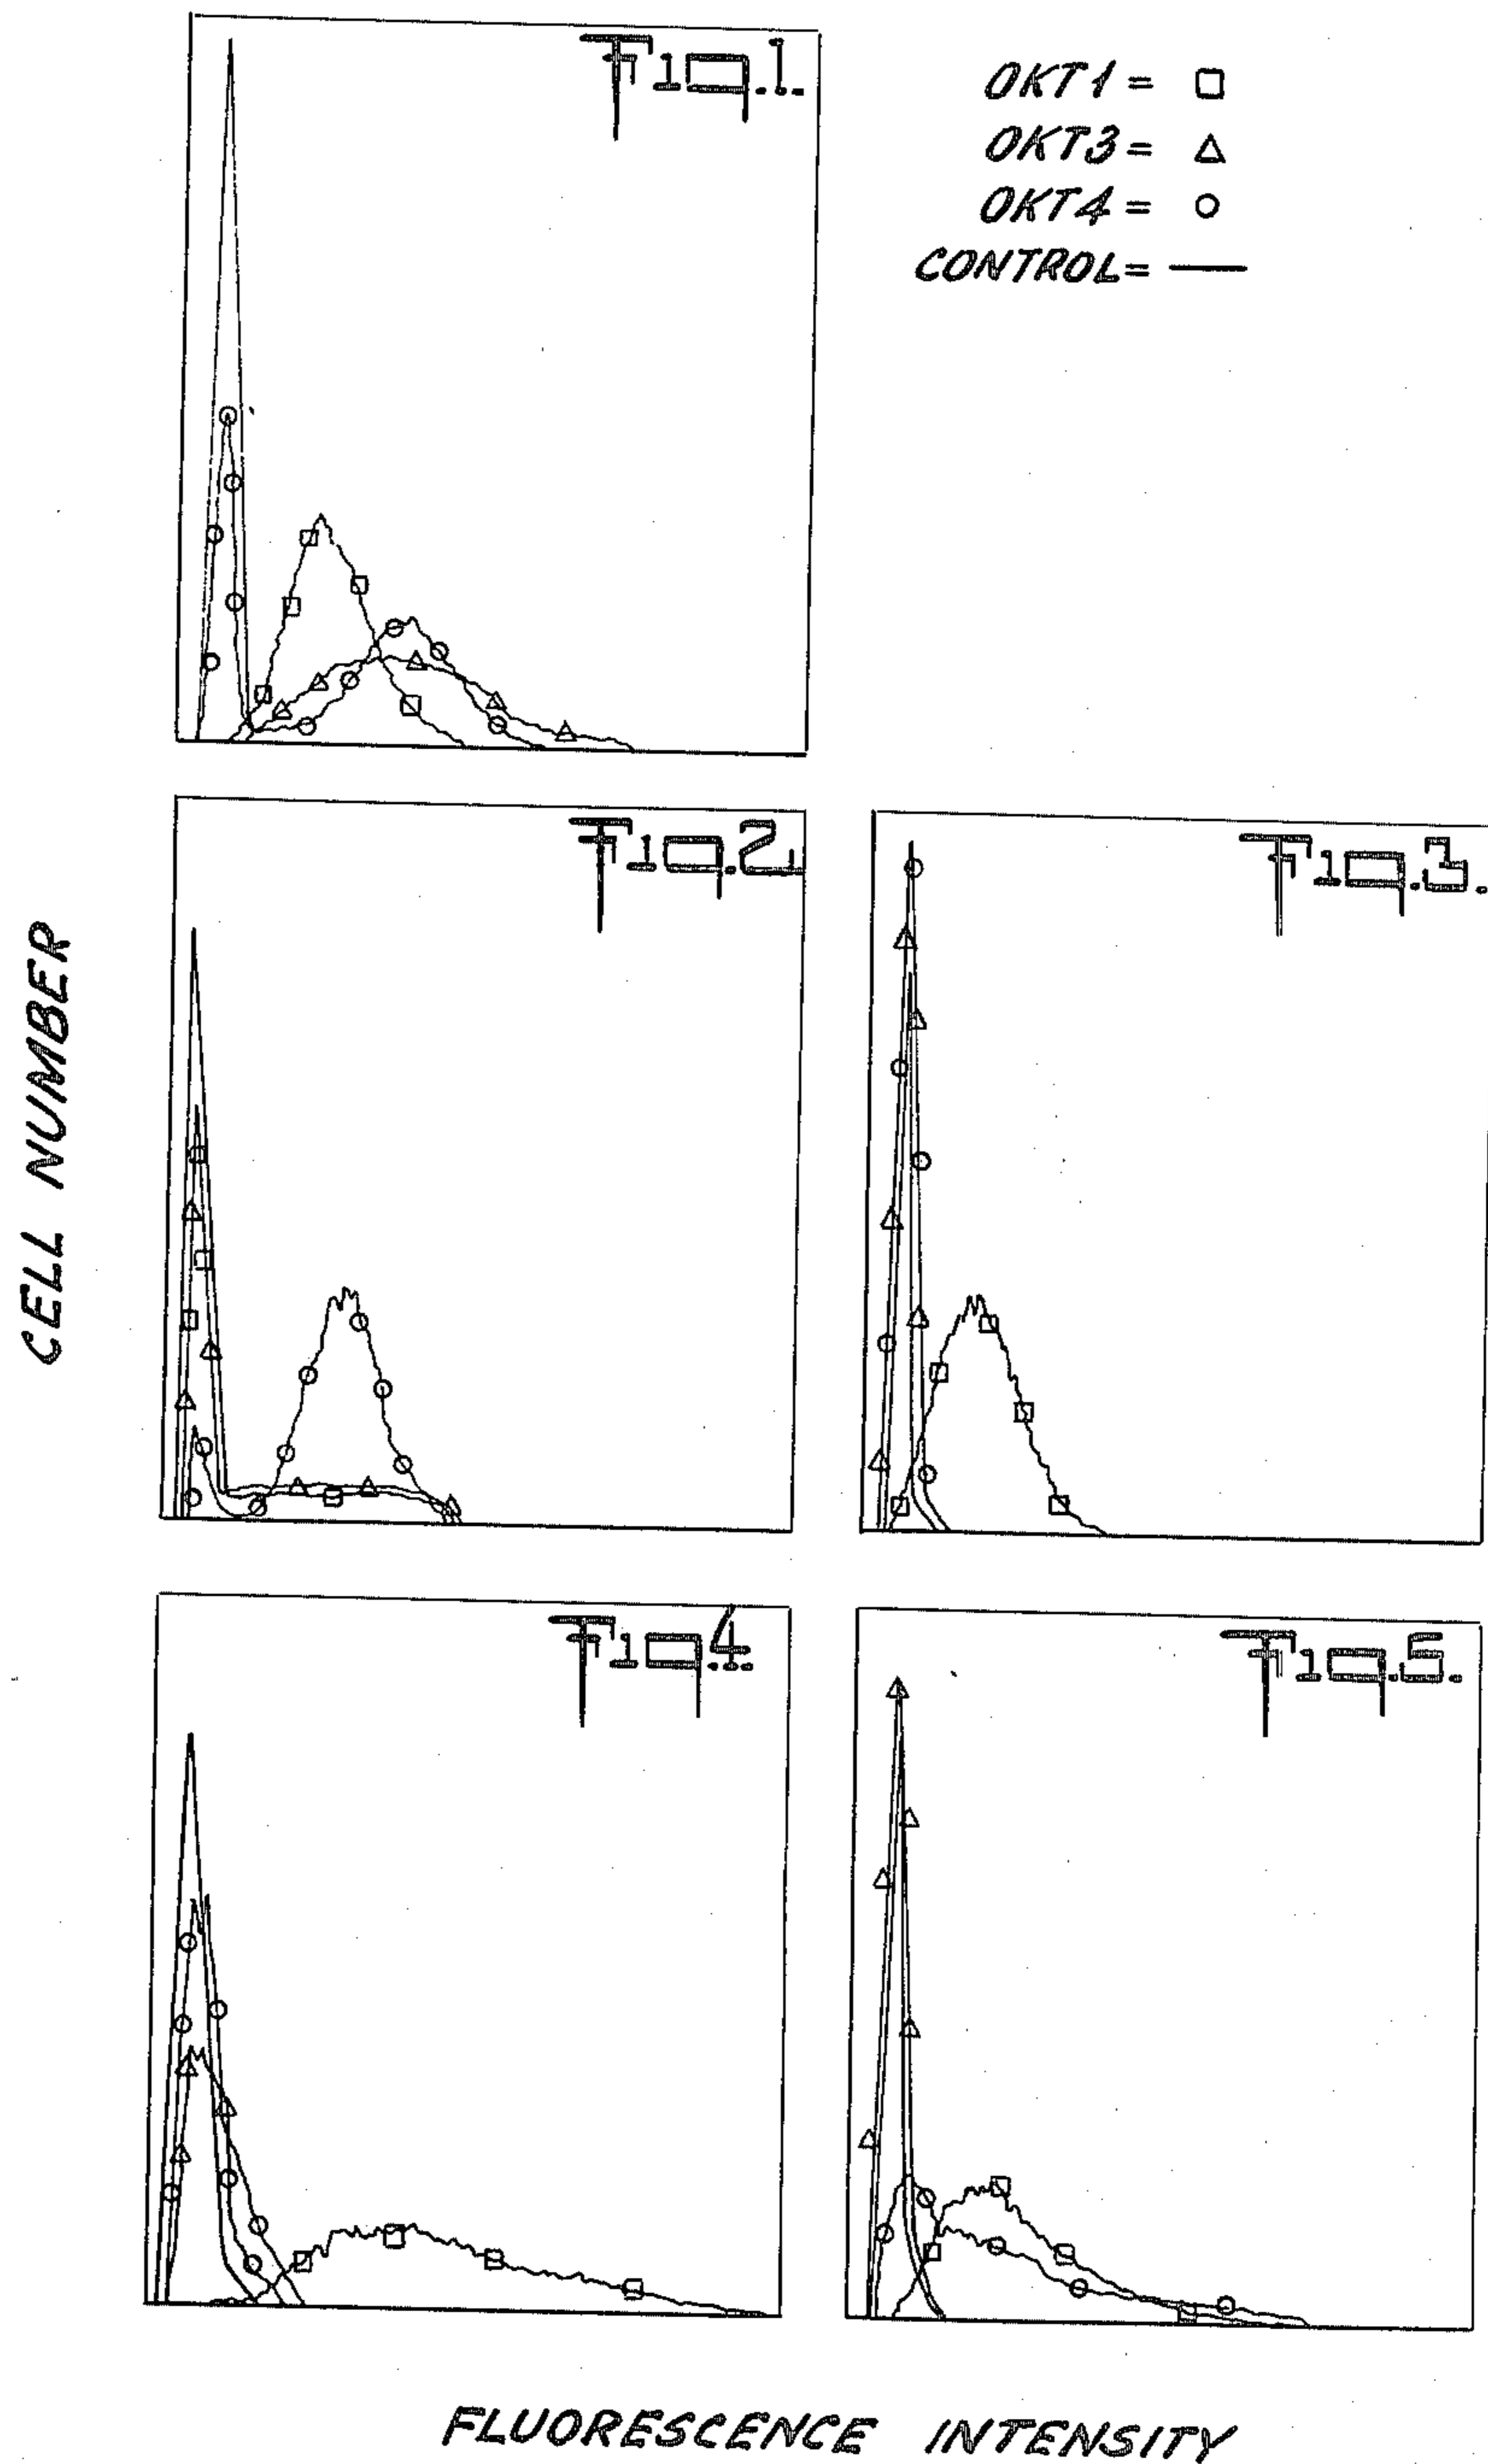 Fig.1.
OKT1 = □
OKT3 = △
OKT4 = ○
CONTROL = —
Fig.2.
Fig.3.
CELL NUMBER
Fig.4.
Fig.5.
FLUORESCENCE INTENSITY